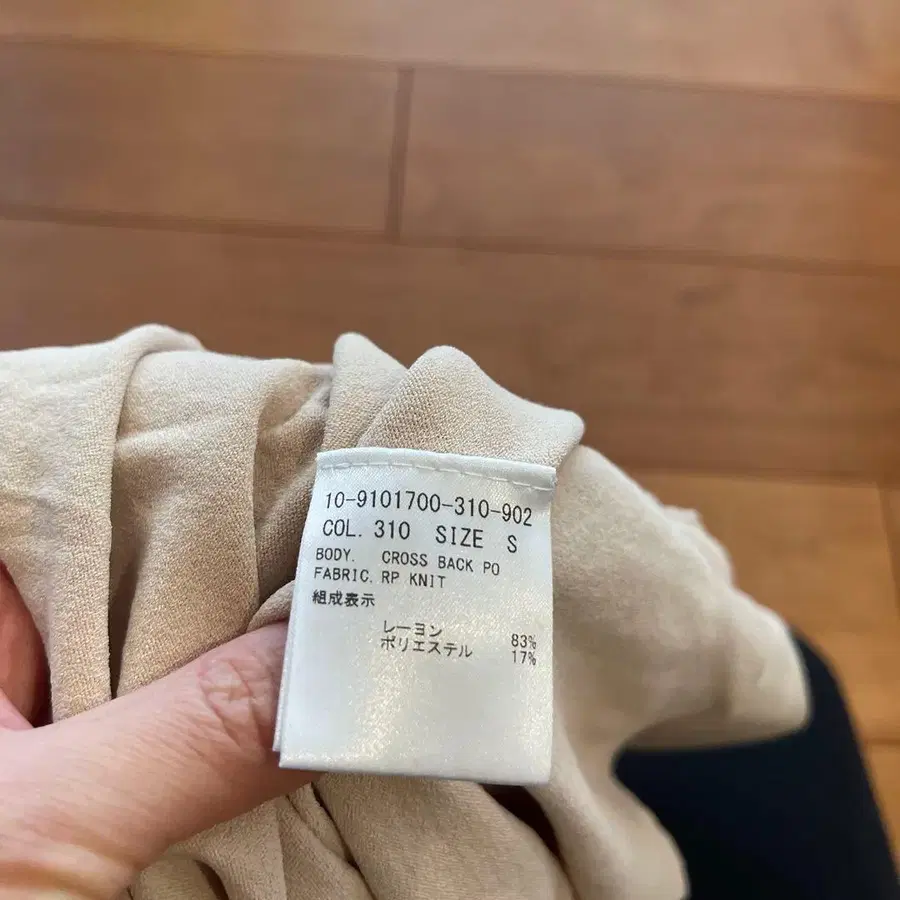 10-9101700-310-902
COL. 310 SIZE S
BODY. CROSS BACK PO
FABRIC. RP KNIT
組成表示
レーヨン 83%
ポリエステル 17%